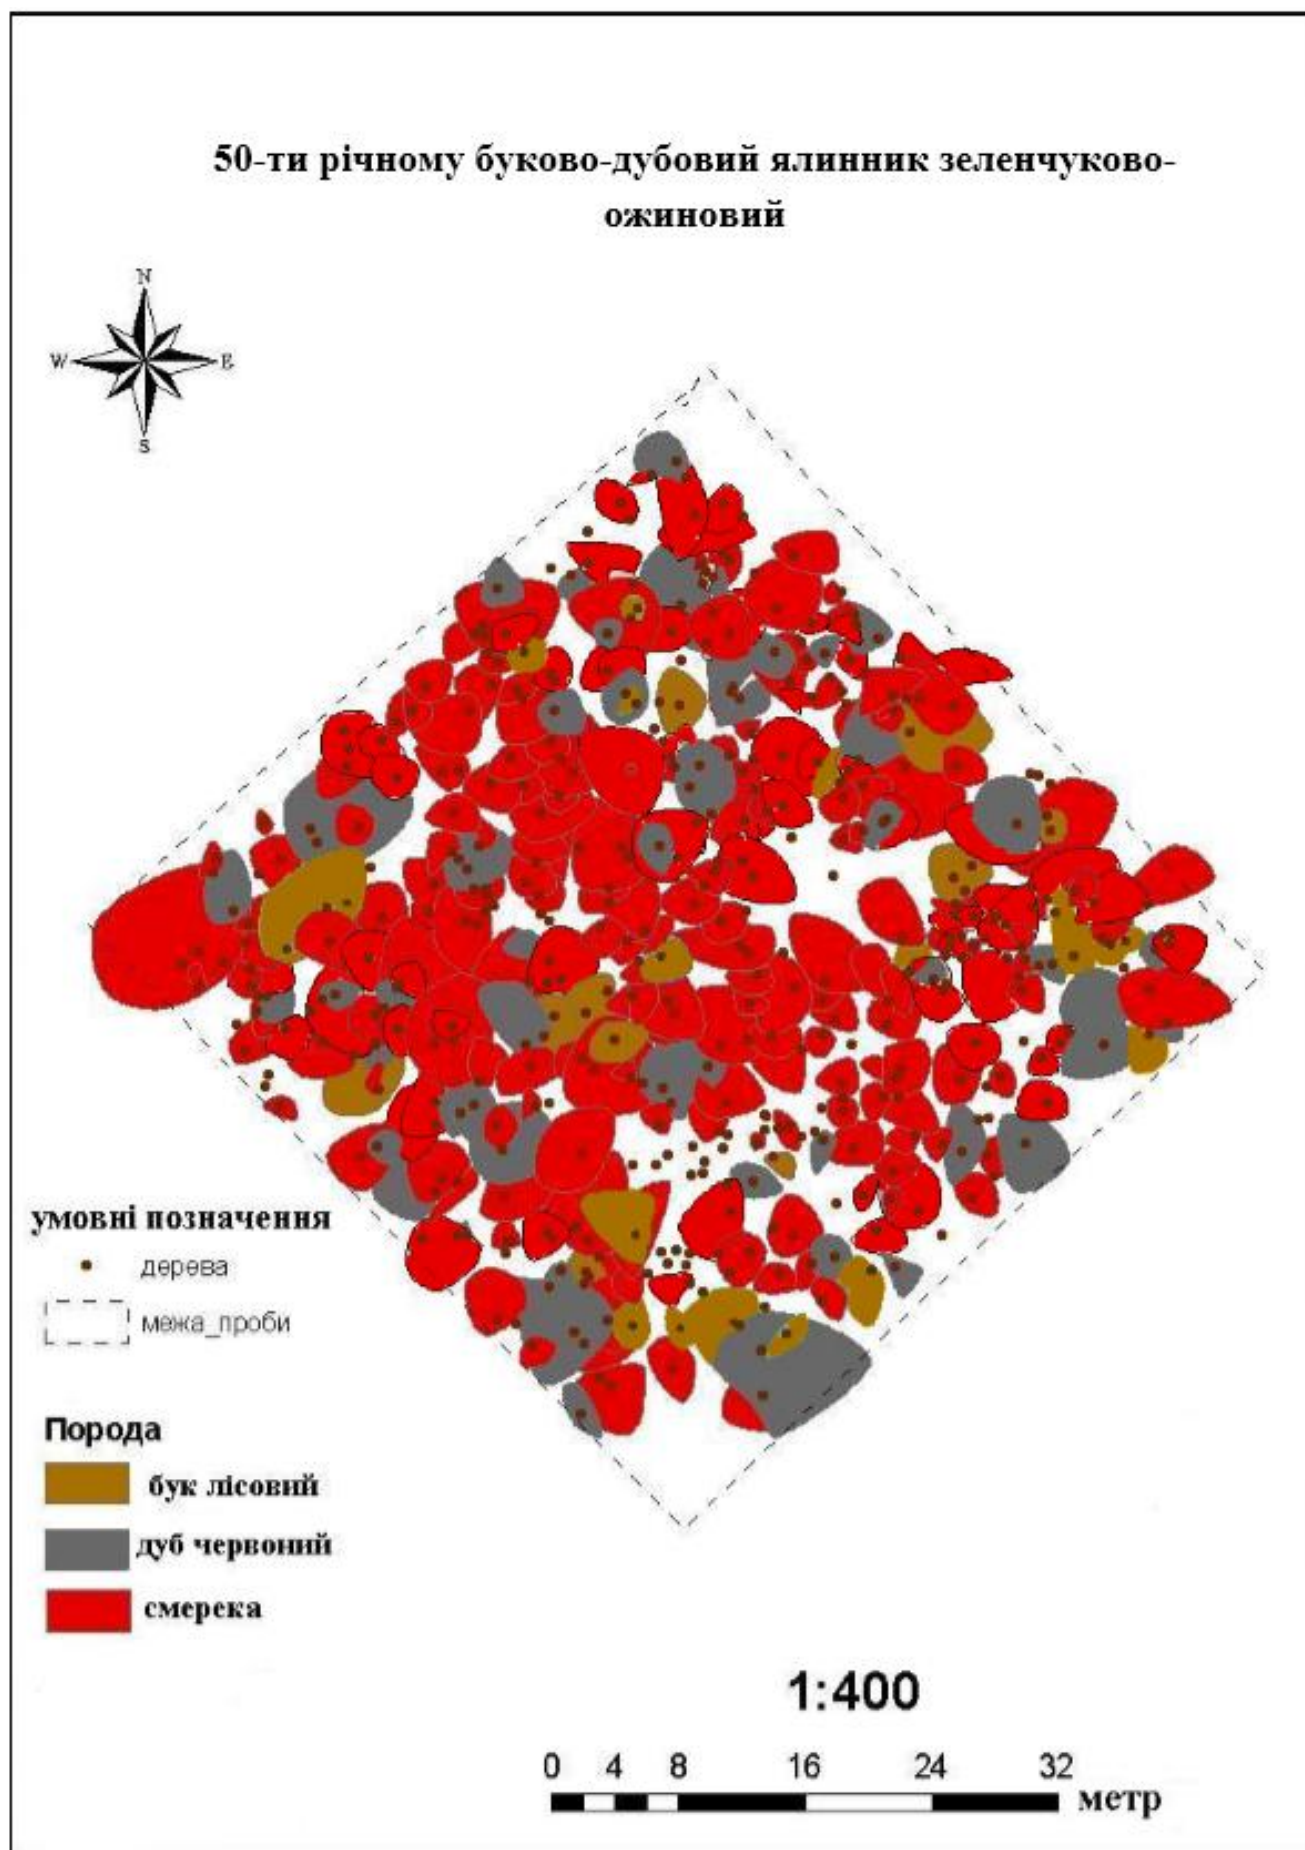 50-ти річному буково-дубовий ялинник зеленчуково-
ожиновий
N
W E
S
умовні позначення
дерева
межа_проби
Порода
бук лісовий
дуб червоний
смерека
1:400
0 4 8 16 24 32
метр